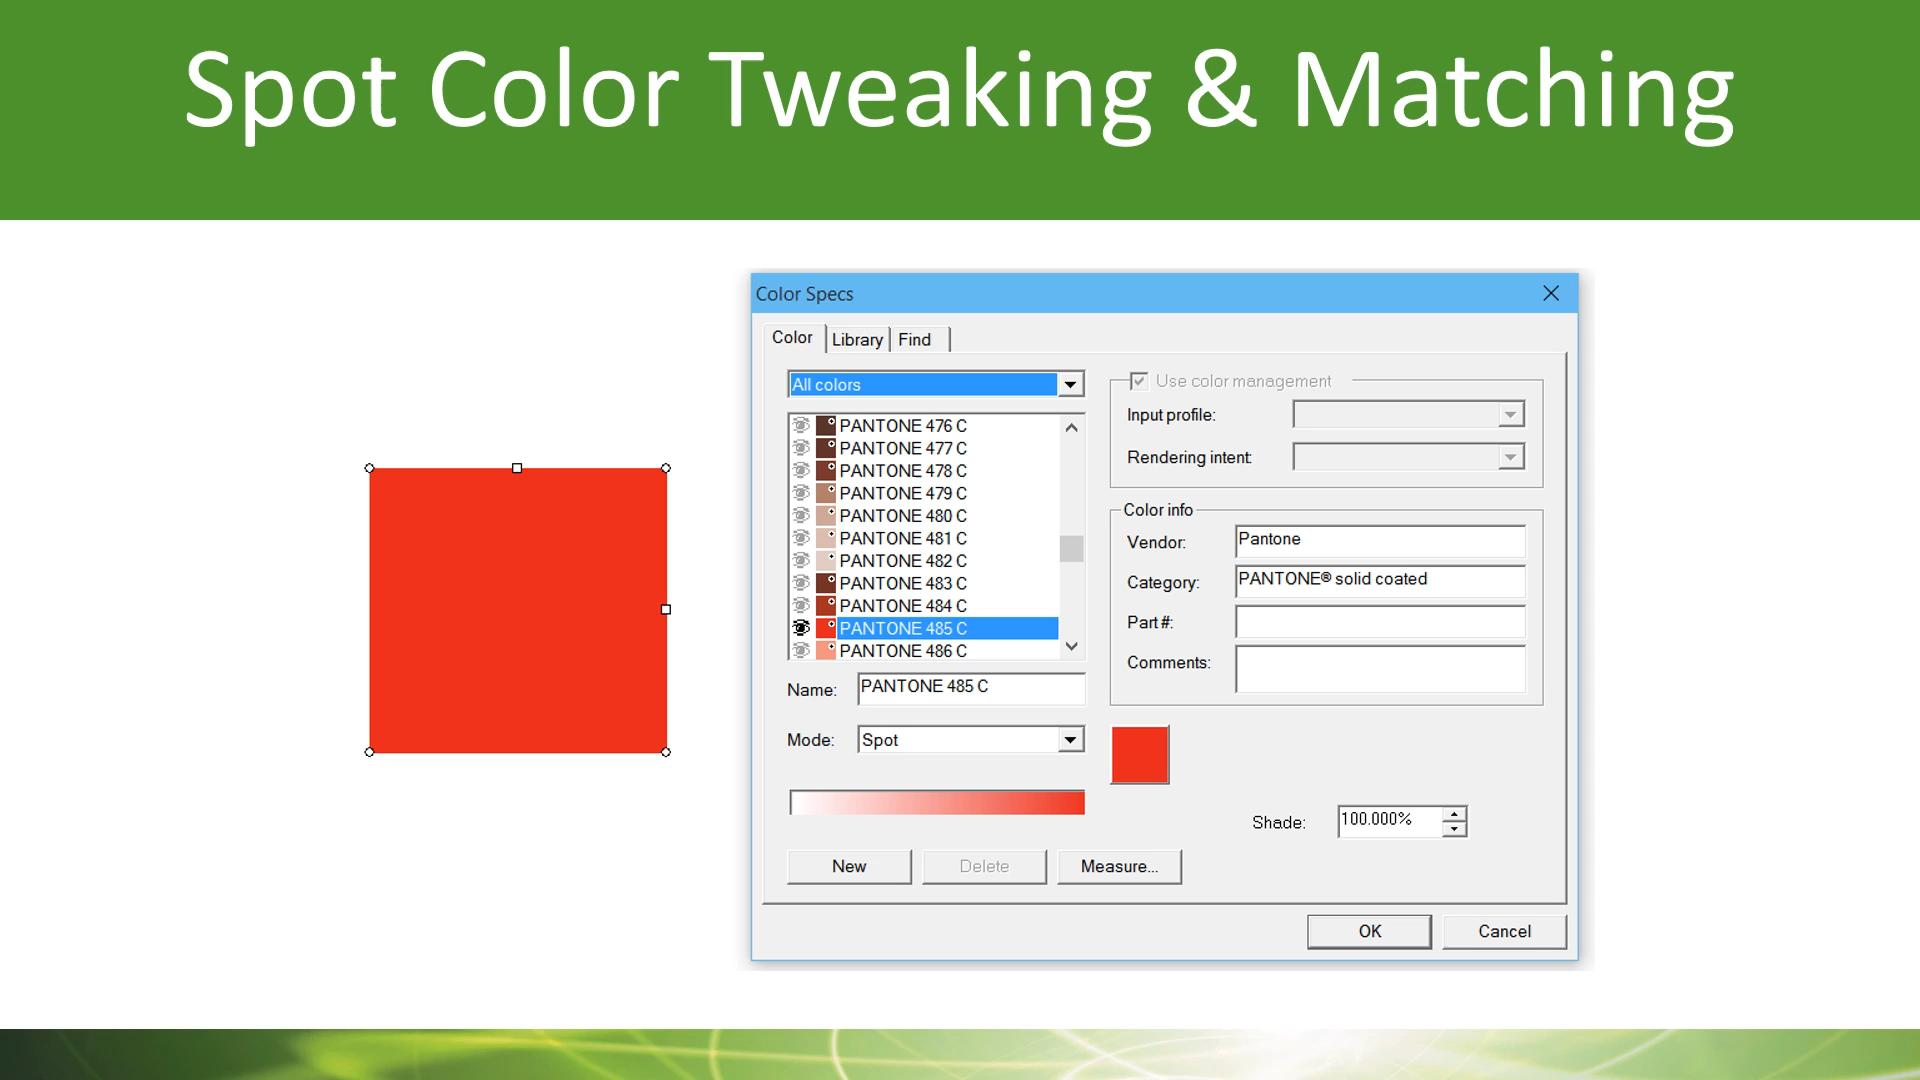 Spot Color Tweaking & Matching
Color Specs
Color Library Find
All colors
PANTONE 476 C
PANTONE 477 C
PANTONE 478 C
PANTONE 479 C
PANTONE 480 C
PANTONE 481 C
PANTONE 482 C
PANTONE 483 C
PANTONE 484 C
PANTONE 485 C
PANTONE 486 C
Name: PANTONE 485 C
Mode: Spot
New Delete Measure...
Use color management
Input profile:
Rendering intent:
Color info
Vendor: Pantone
Category: PANTONE® solid coated
Part #:
Comments:
Shade: 100.000%
OK Cancel